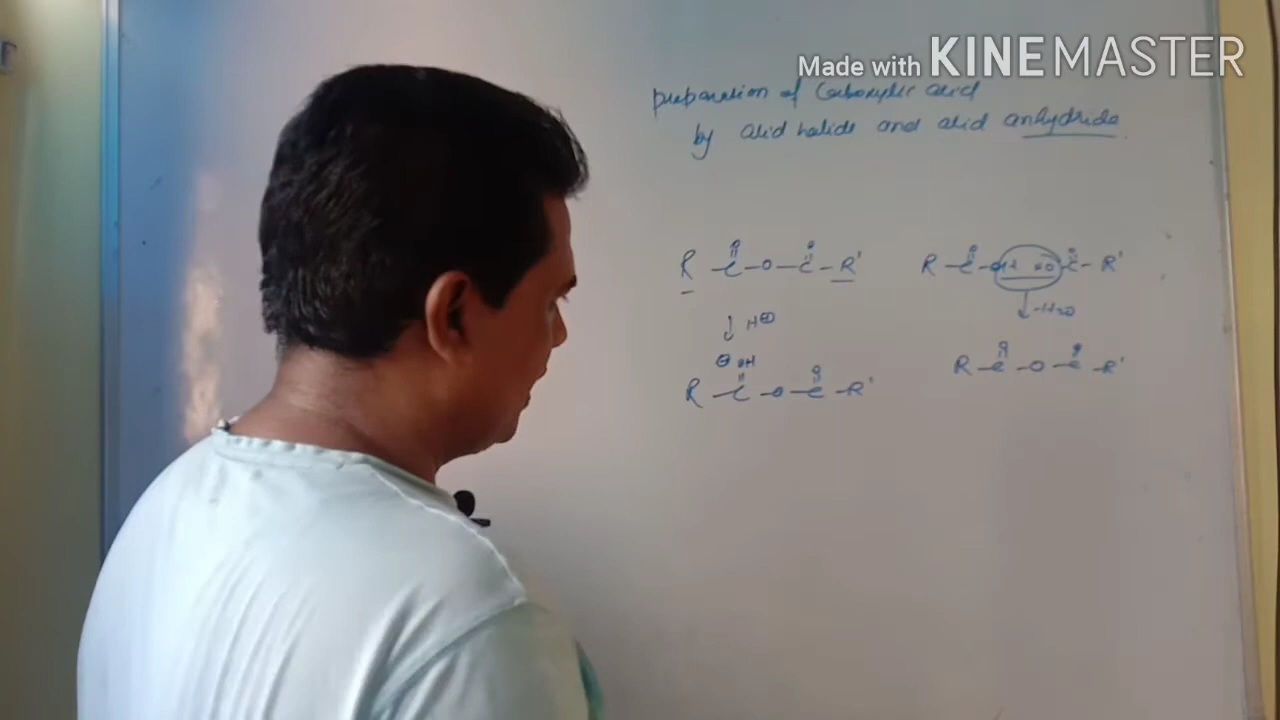 Made with KINEMASTER
preparation of Carboxylic acid
by acid halide and acid anhydride
R – C – O – C – R'
O O
R – C – OH HO C – R'
O O
↓ H⊕
↓ -H2O
⊕ OH O
R – C – O – C – R'
O O
R – C – O – C – R'